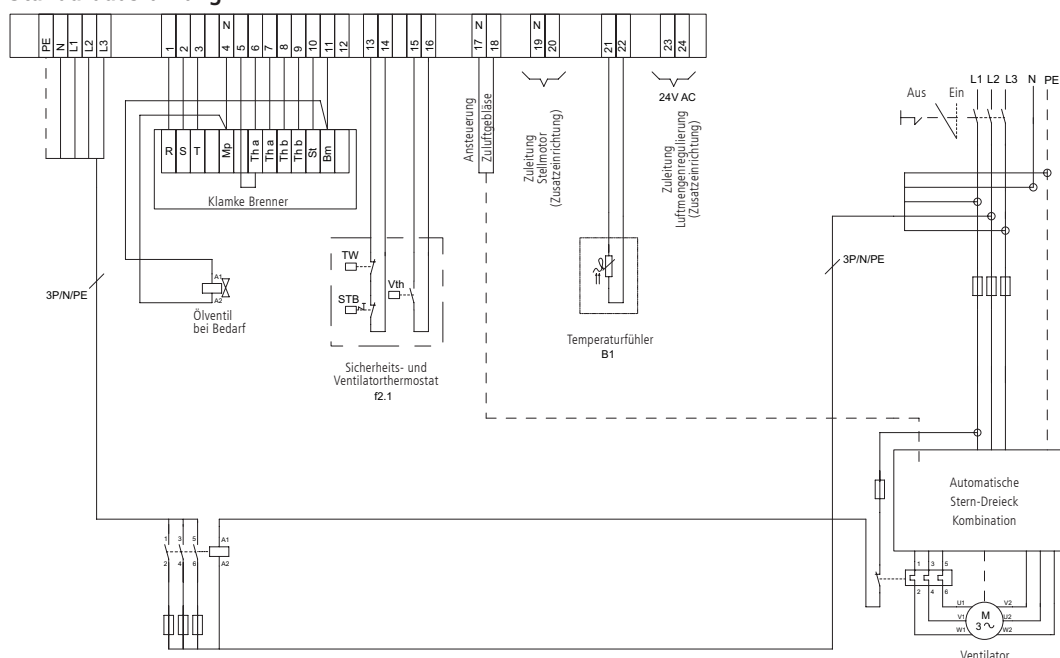 PE N L1 L2 L3 1 2 3 4 N 5 6 7 8 9 10 11 12 13 14 15 16 N 17 18 N 19 20 21 22 23 24
R S T Mp Th a Th a Th b Th b St Bm
Klamke Brenner
A1
A2
Ölventil
bei Bedarf
3P/N/PE
TW
STB
Vth
Sicherheits- und
Ventilatorthermostat
f2.1
Ansteuerung
Zuluftgebläse
Zuleitung
Stellmotor
(Zusatzeinrichtung)
Temperaturfühler
B1
24V AC
Zuleitung
Luftmengenregulierung
(Zusatzeinrichtung)
Aus Ein
L1 L2 L3 N PE
3P/N/PE
Automatische
Stern-Dreieck
Kombination
1 3 5
2 4 6
A1
A2
1 3 5
2 4 6
U1 V2
V1 U2
W1 W2
M
3~
Ventilator